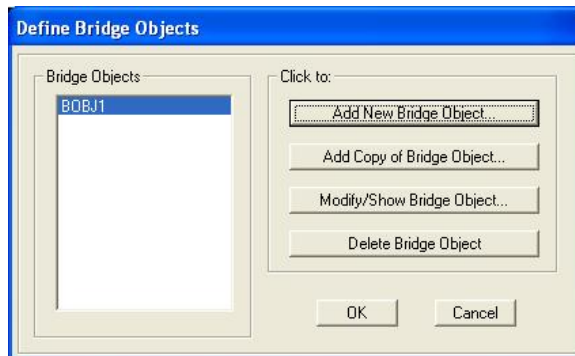 Define Bridge Objects
Bridge Objects
BOBJ1
Click to:
Add New Bridge Object...
Add Copy of Bridge Object...
Modify/Show Bridge Object...
Delete Bridge Object
OK
Cancel